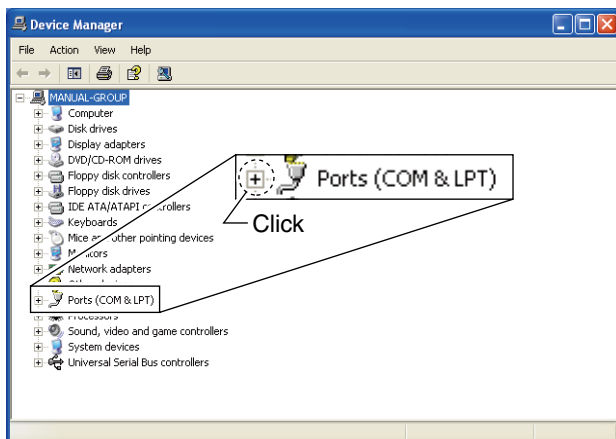 Device Manager
File Action View Help
MANUAL-GROUP
Computer
Disk drives
Display adapters
DVD/CD-ROM drives
Floppy disk controllers
Floppy disk drives
IDE ATA/ATAPI
Keyboards
Mice other pointing devices
Network adapters
Ports (COM & LPT)
Ports (COM & LPT)
Click
Processors
Sound, video and game controllers
System devices
Universal Serial Bus controllers